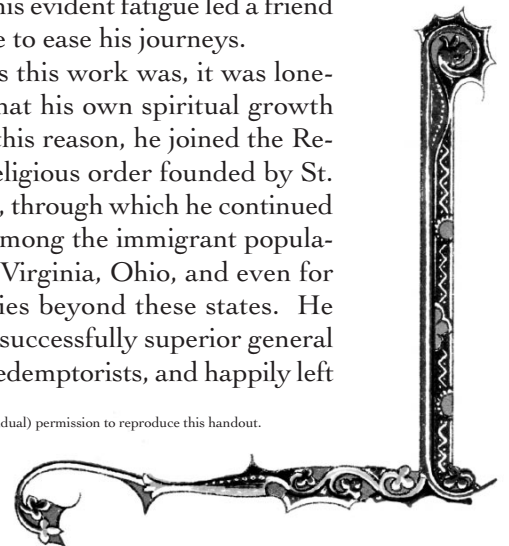 his evident fatigue led a friend
e to ease his journeys.
s this work was, it was lone-
hat his own spiritual growth
this reason, he joined the Re-
eligious order founded by St.
, through which he continued
mong the immigrant popula-
Virginia, Ohio, and even for
ies beyond these states. He
successfully superior general
edemptorists, and happily left
dual) permission to reproduce this handout.